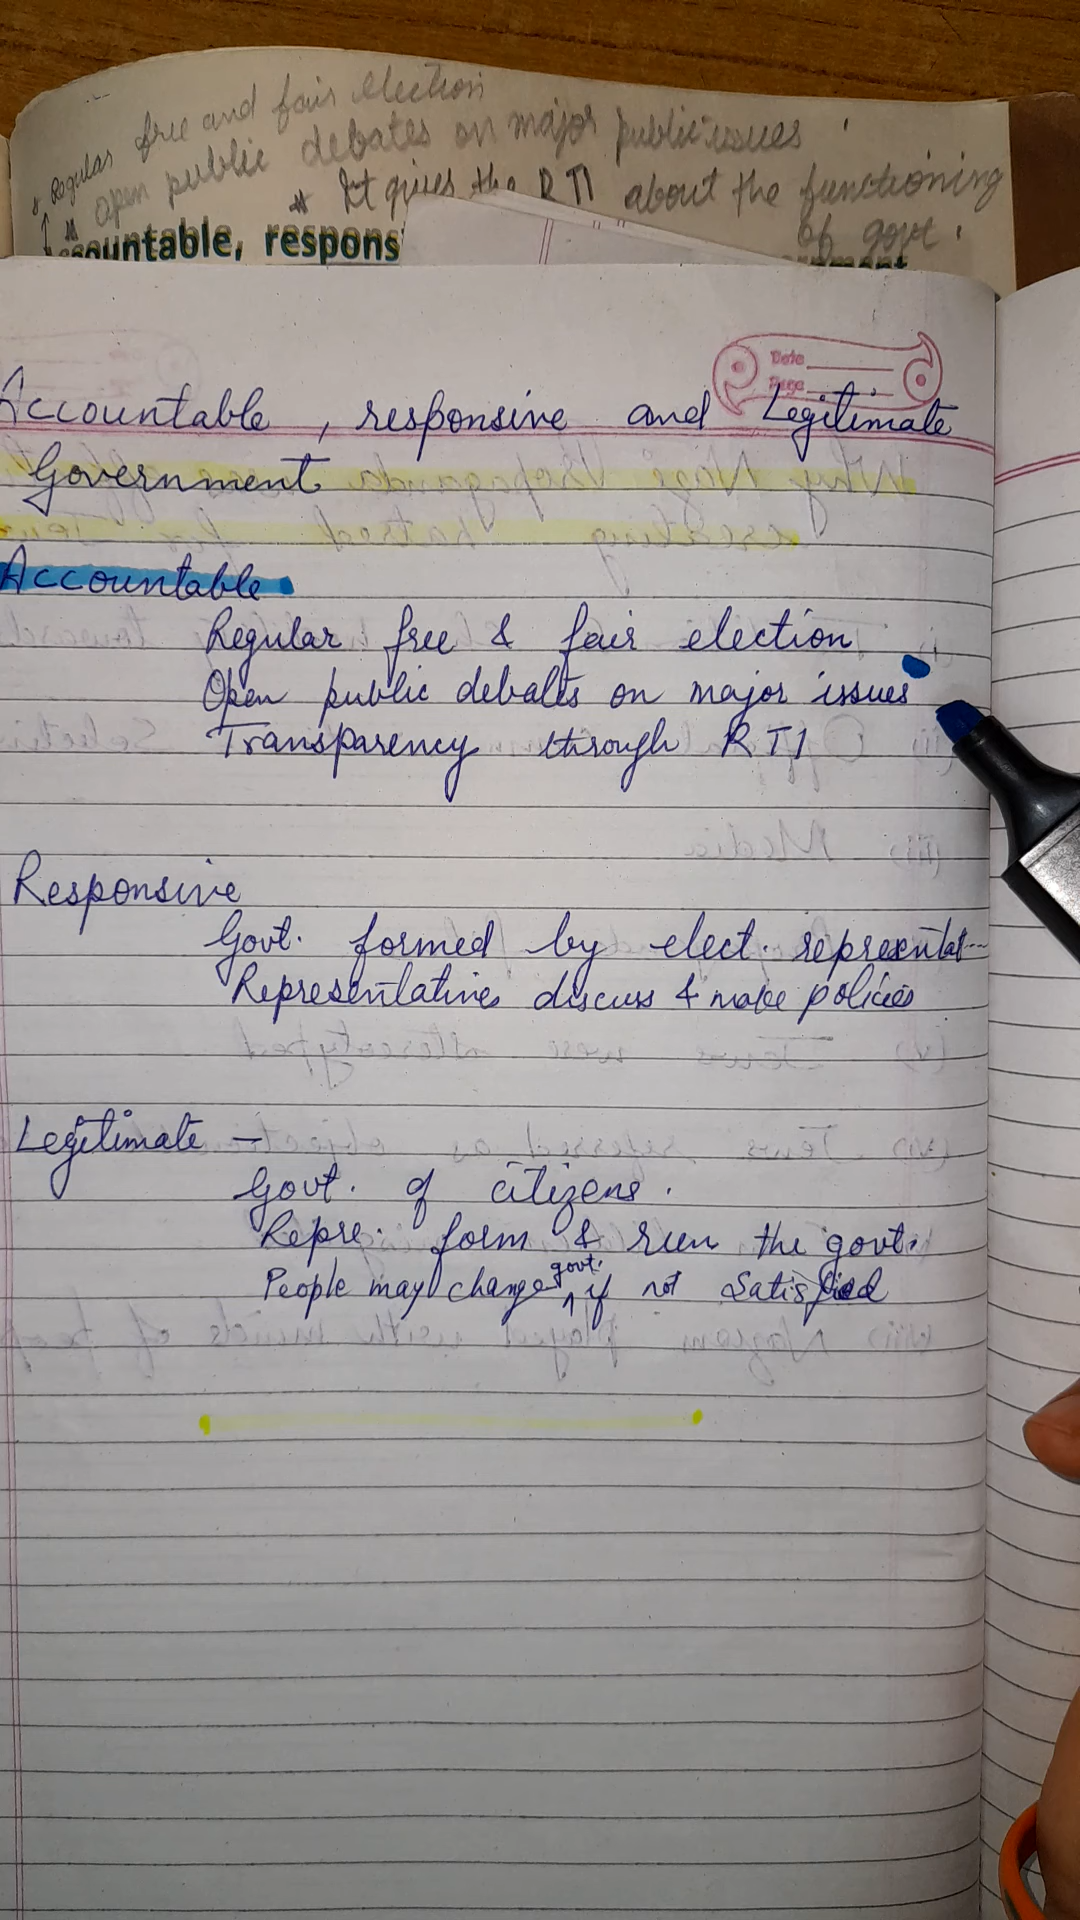 * Regular free and fair election
# open public debates on major public issues
# It gives the RTI about the functioning
of govt.
countable, respons
Date
Page
Accountable, responsive and Legitimate
Government
Accountable
Regular free & fair election
Open public debates on major issues
Transparency through RTI
Responsive
Govt. formed by elect. representat--
Representatives discuss & make policies
Legitimate —
Govt. of citizens.
Repre. form & run the govt.
People may change govt. if not Satisfied